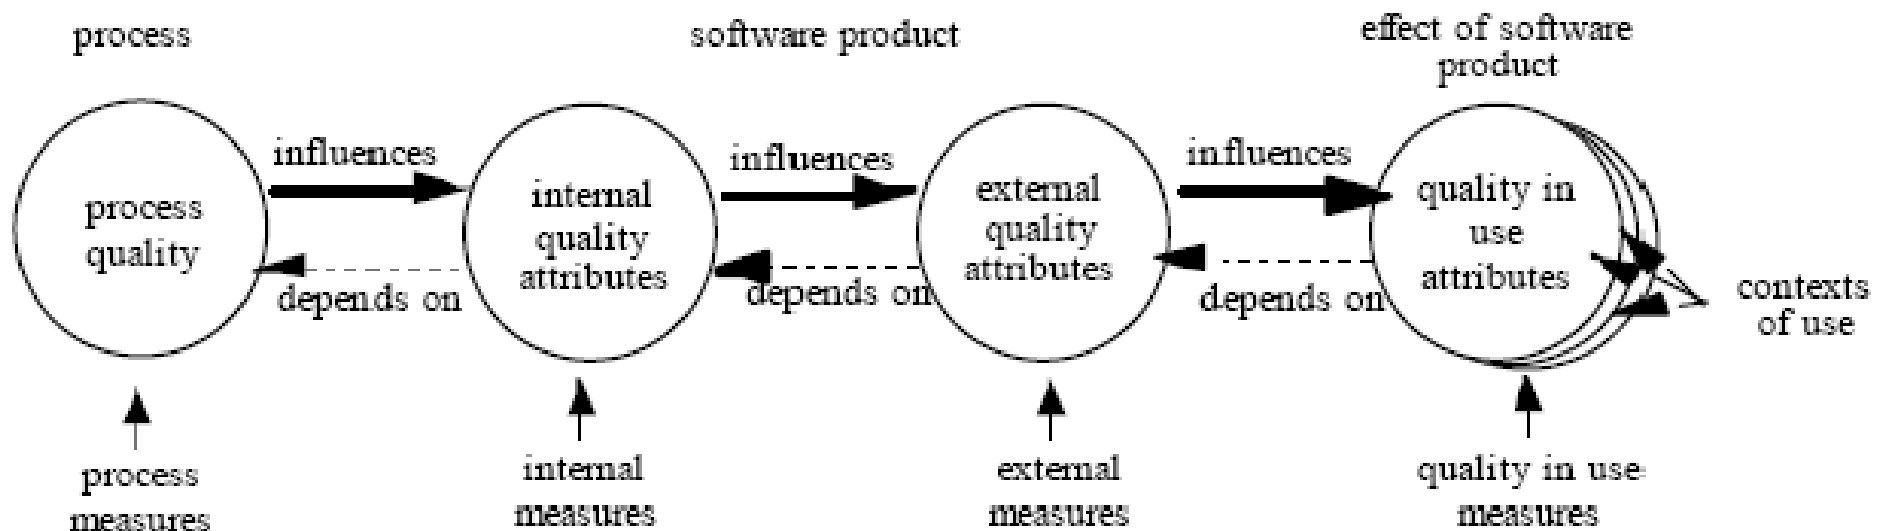 process
software product
effect of software
product
influences
influences
influences
process
quality
internal
quality
attributes
external
quality
attributes
quality in
use
attributes
depends on
depends on
depends on
contexts
of use
process
measures
internal
measures
external
measures
quality in use
measures